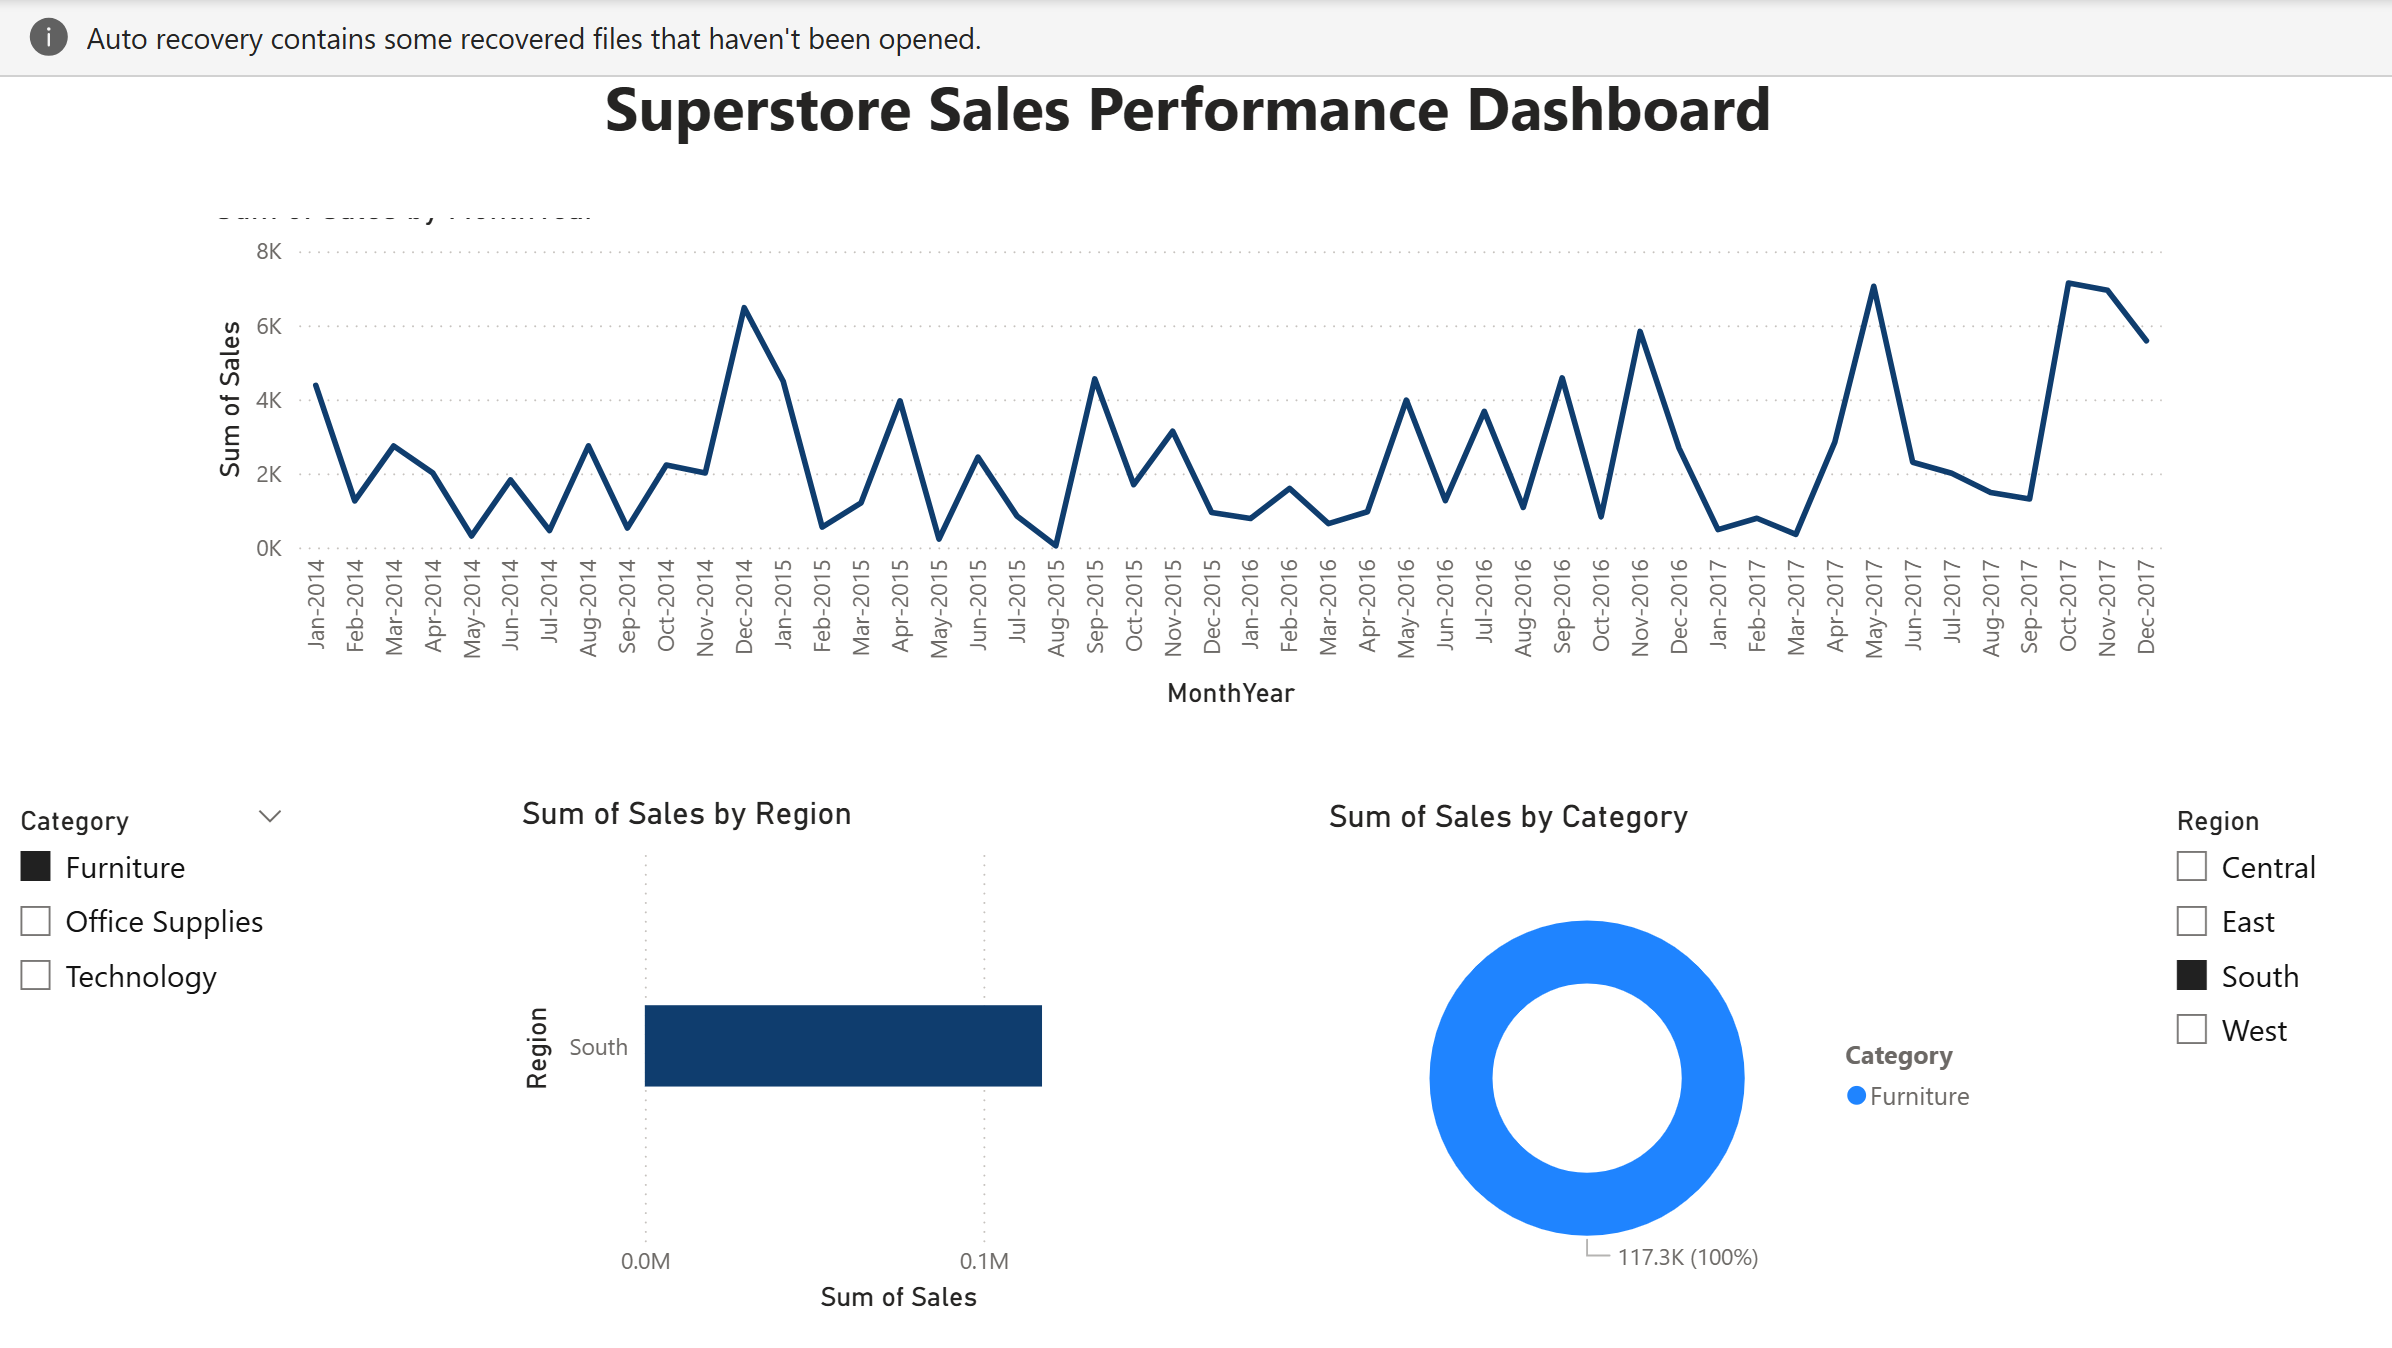 Auto recovery contains some recovered files that haven't been opened.
Superstore Sales Performance Dashboard
Sum of Sales by MonthYear
8K
6K
4K
2K
0K
Sum of Sales
Jan-2014
Feb-2014
Mar-2014
Apr-2014
May-2014
Jun-2014
Jul-2014
Aug-2014
Sep-2014
Oct-2014
Nov-2014
Dec-2014
Jan-2015
Feb-2015
Mar-2015
Apr-2015
May-2015
Jun-2015
Jul-2015
Aug-2015
Sep-2015
Oct-2015
Nov-2015
Dec-2015
Jan-2016
Feb-2016
Mar-2016
Apr-2016
May-2016
Jun-2016
Jul-2016
Aug-2016
Sep-2016
Oct-2016
Nov-2016
Dec-2016
Jan-2017
Feb-2017
Mar-2017
Apr-2017
May-2017
Jun-2017
Jul-2017
Aug-2017
Sep-2017
Oct-2017
Nov-2017
Dec-2017
MonthYear
Category
Furniture
Office Supplies
Technology
Sum of Sales by Region
Region
South
0.0M
0.1M
Sum of Sales
Sum of Sales by Category
117.3K (100%)
Category
Furniture
Region
Central
East
South
West